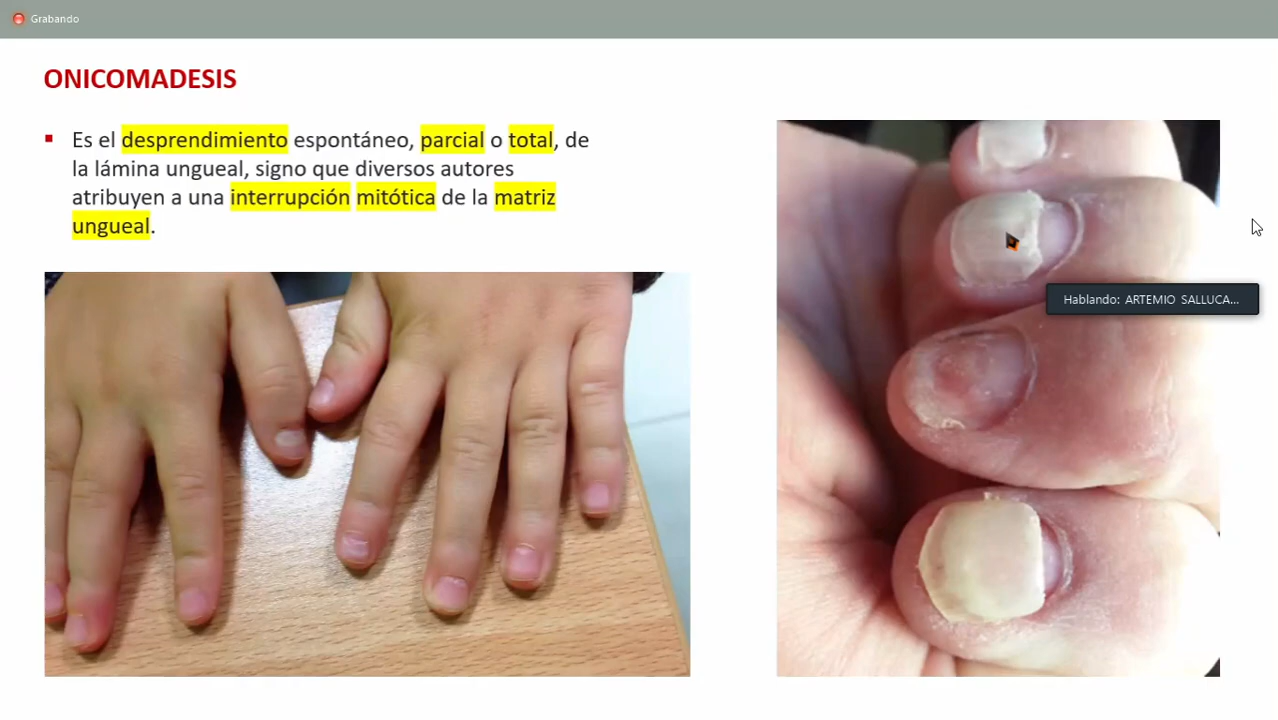 Grabando
ONICOMADESIS
Es el desprendimiento espontáneo, parcial o total, de
la lámina ungueal, signo que diversos autores
atribuyen a una interrupción mitótica de la matriz
ungueal.
Hablando: ARTEMIO SALLUCA...